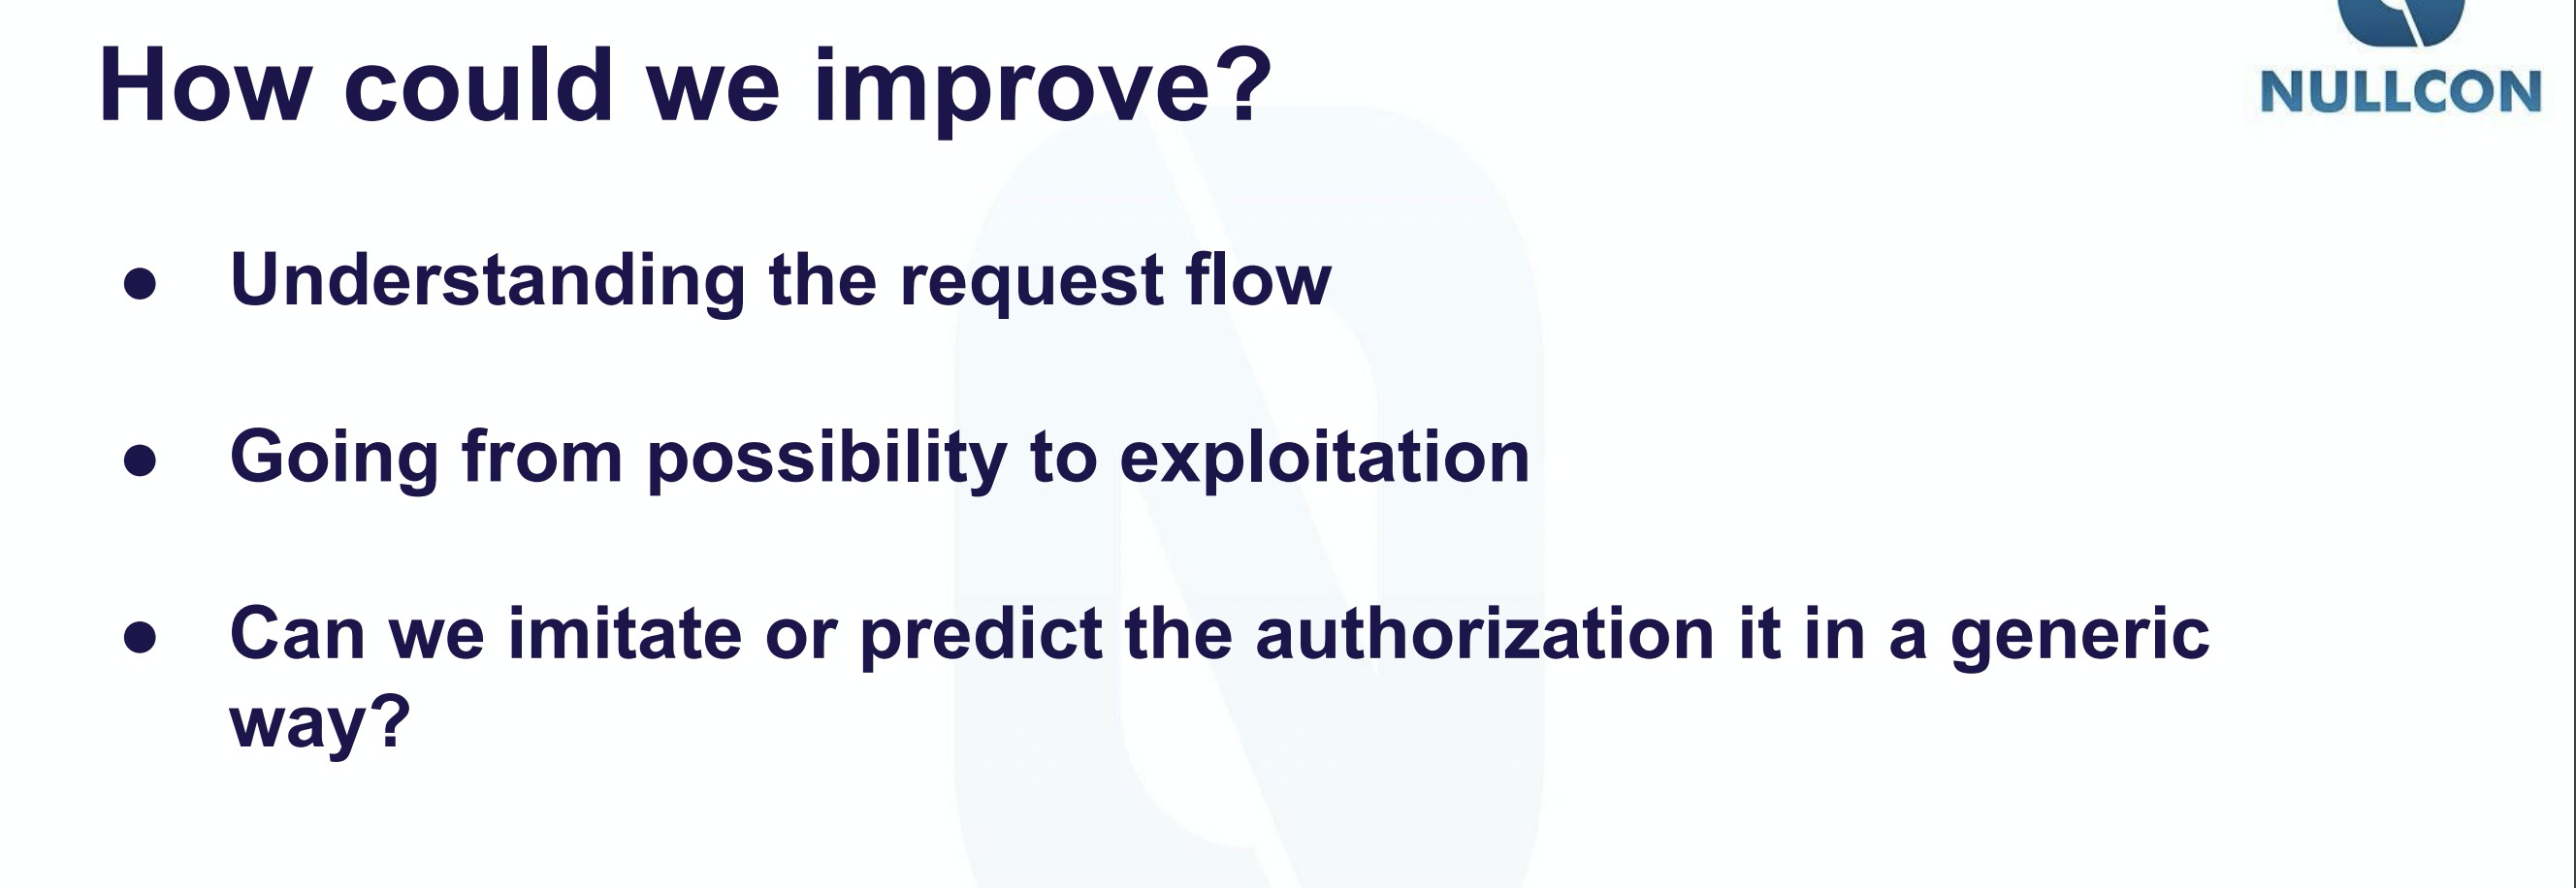 How could we improve?
NULLCON
● Understanding the request flow
● Going from possibility to exploitation
● Can we imitate or predict the authorization it in a generic
way?